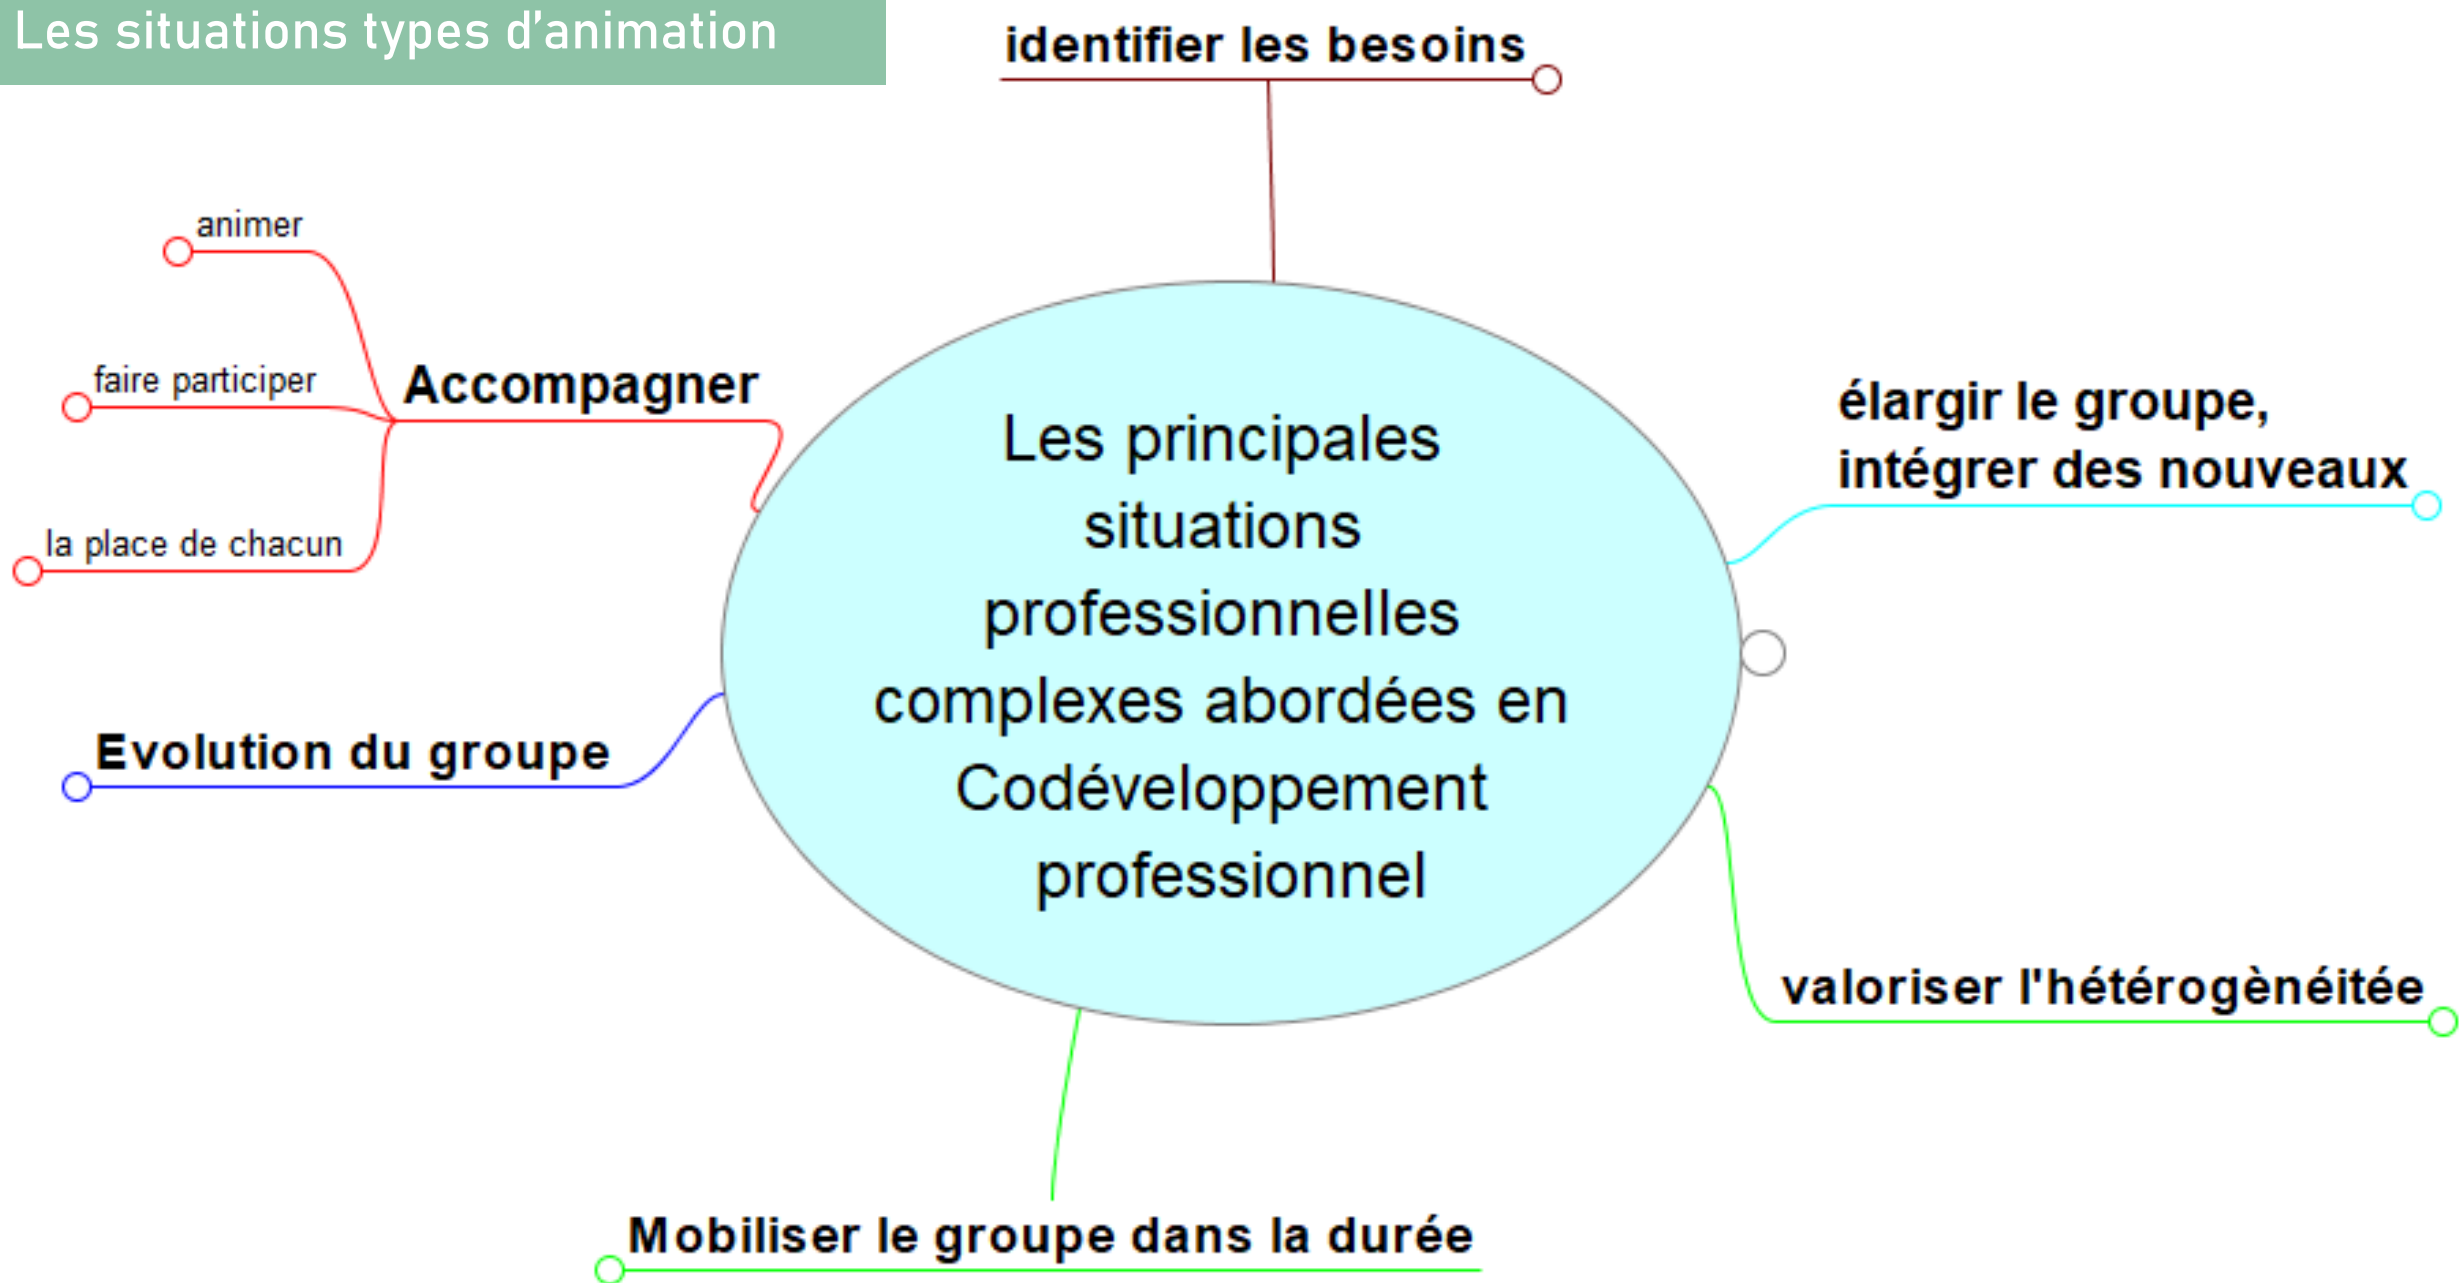 Les situations types d’animation
identifier les besoins
animer
faire participer
Accompagner
la place de chacun
Evolution du groupe
Les principales
situations
professionnelles
complexes abordées en
Codéveloppement
professionnel
élargir le groupe,
intégrer des nouveaux
valoriser l'hétérogènéitée
Mobiliser le groupe dans la durée